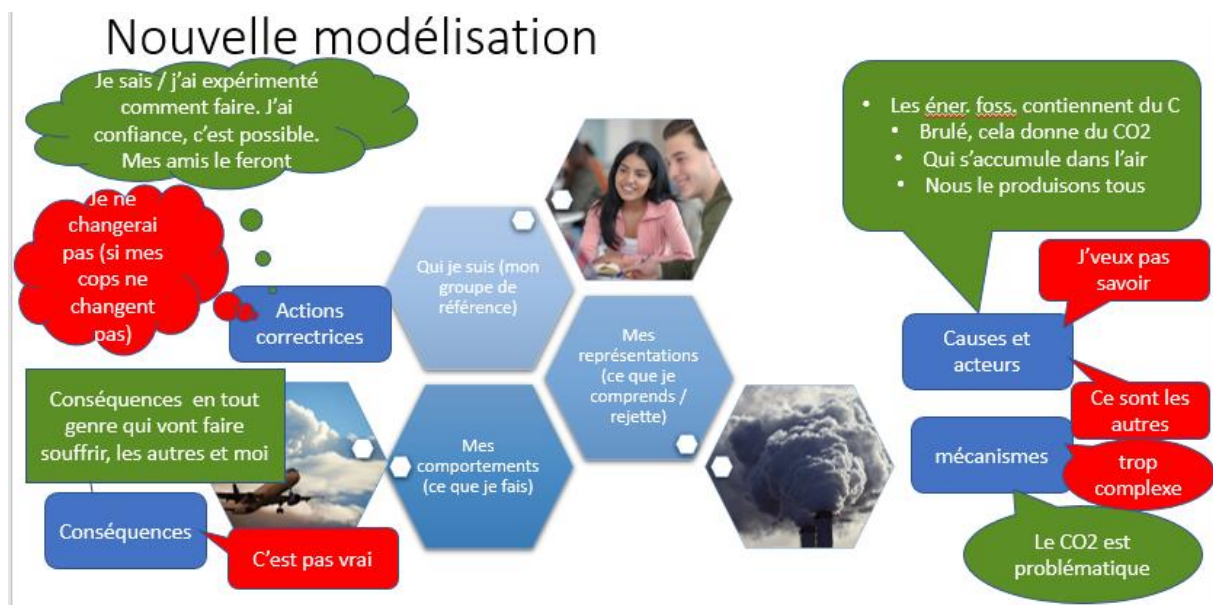 Nouvelle modélisation
Je sais / j'ai expérimenté
comment faire. J'ai
confiance, c'est possible.
Mes amis le feront
Je ne
changerai
pas (si mes
cops ne
changent
pas)
Actions
correctrices
Qui je suis (mon
groupe de
référence)
Mes
représentations
(ce que je
comprends /
rejette)
Mes
comportements
(ce que je fais)
Conséquences en tout
genre qui vont faire
souffrir, les autres et moi
Conséquences
C'est pas vrai
• Les éner. foss. contiennent du C
• Brulé, cela donne du CO2
• Qui s'accumule dans l'air
• Nous le produisons tous
J'veux pas
savoir
Causes et
acteurs
Ce sont les
autres
mécanismes
trop
complexe
Le CO2 est
problématique